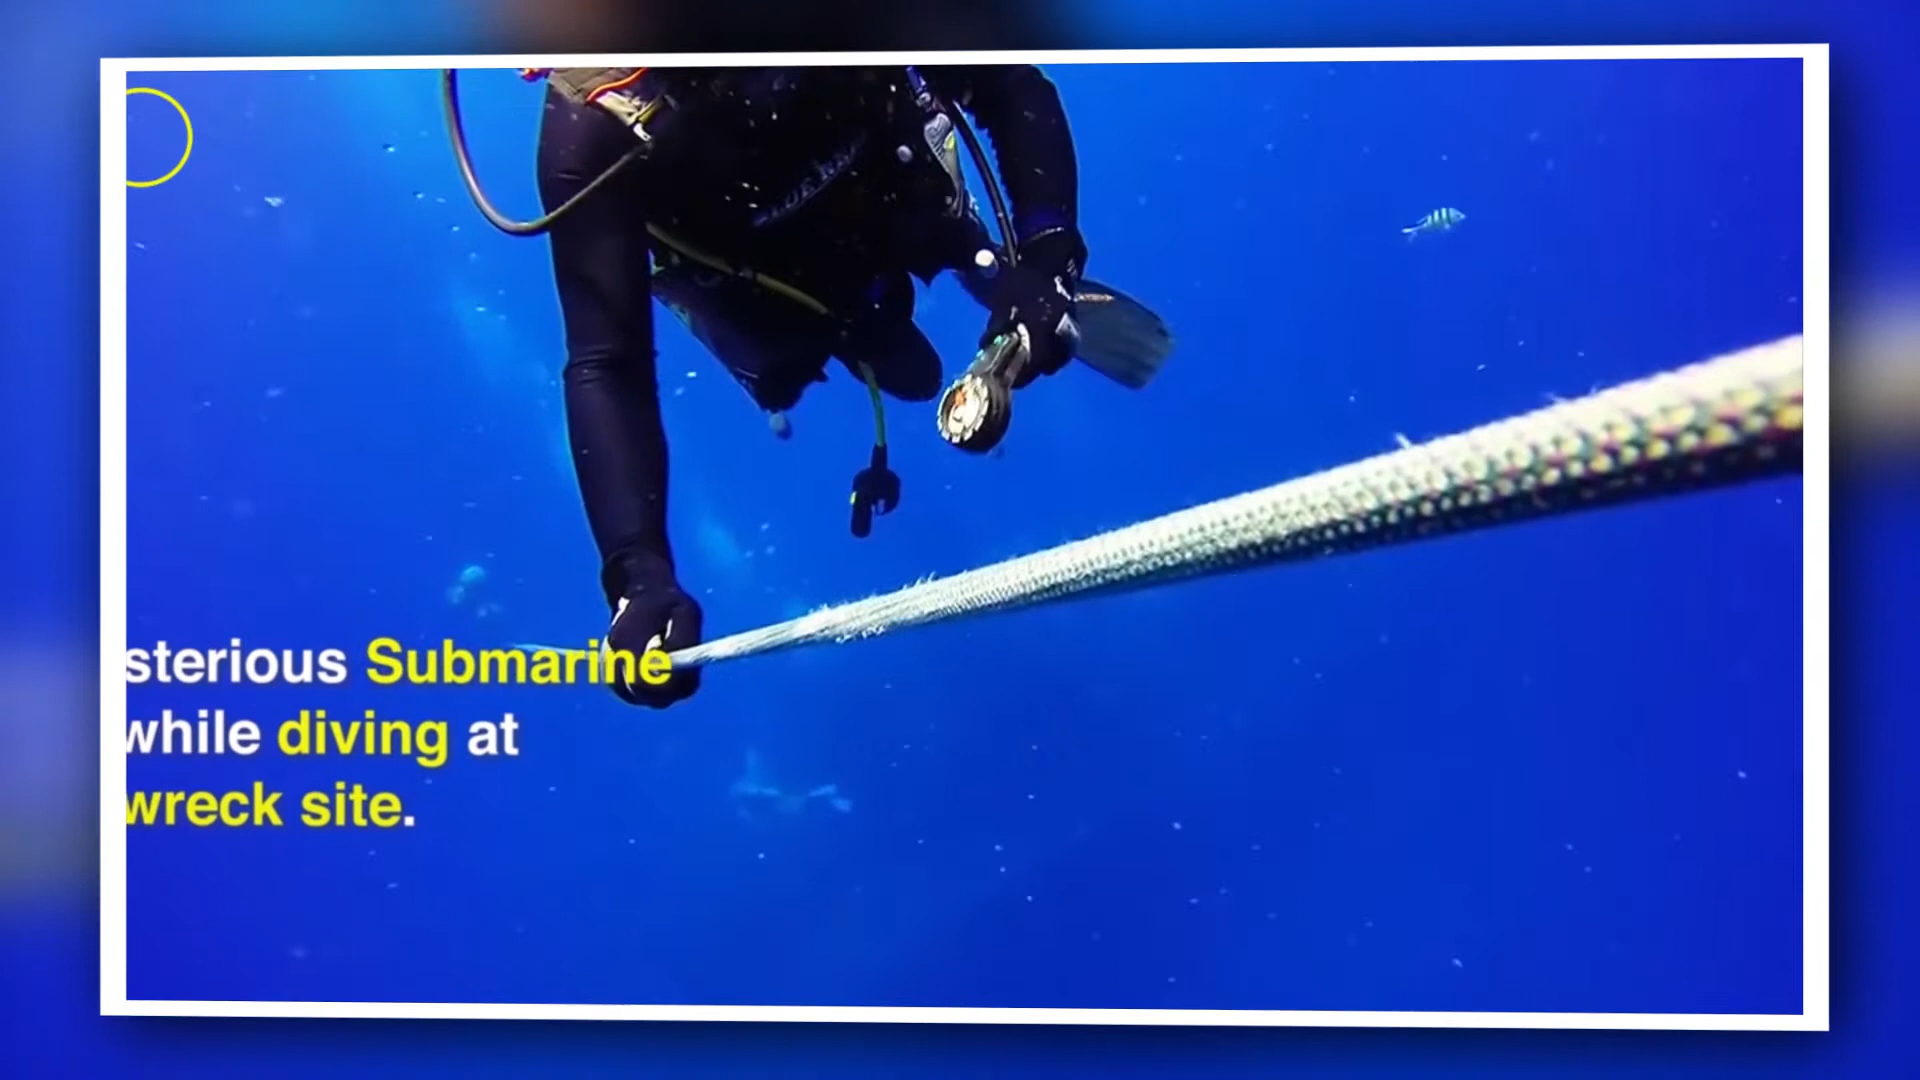 sterious Submarine
while diving at
wreck site.